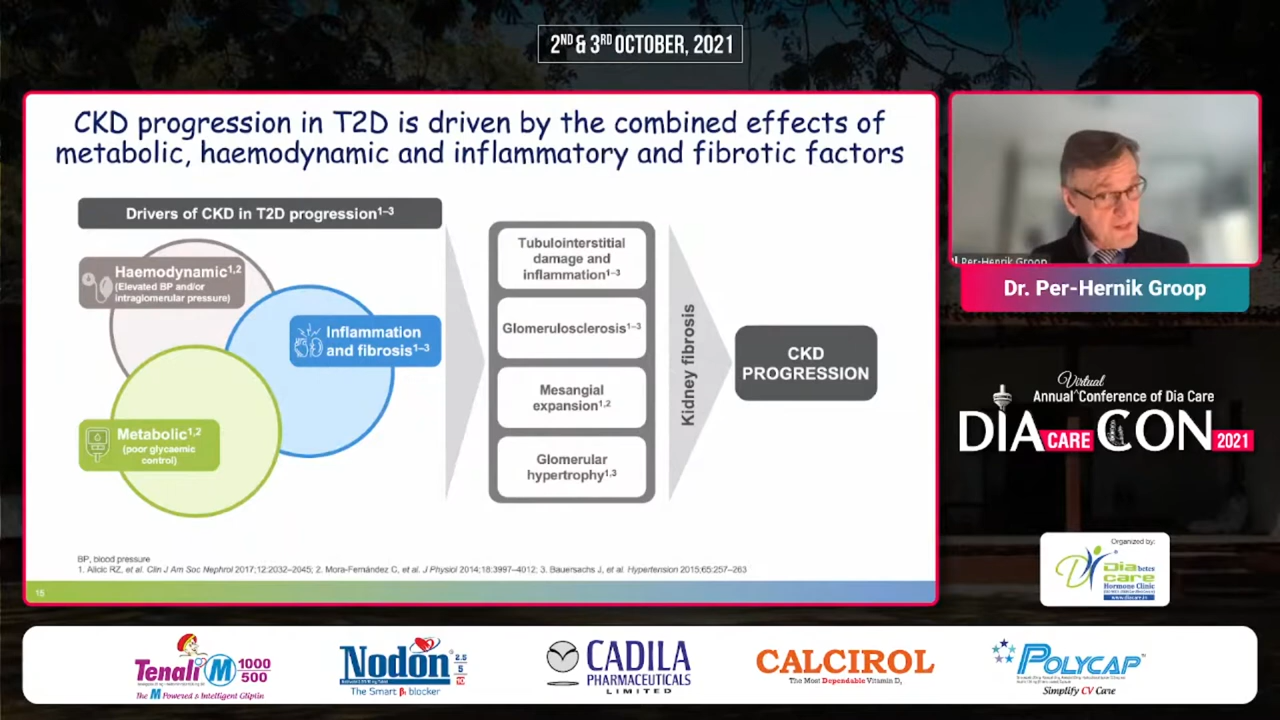 2ND & 3RD OCTOBER, 2021
CKD progression in T2D is driven by the combined effects of
metabolic, haemodynamic and inflammatory and fibrotic factors
Drivers of CKD in T2D progression1–3
Haemodynamic1,2
(Elevated BP and/or
intraglomerular pressure)
Inflammation
and fibrosis1–3
Metabolic1,2
(poor glycaemic
control)
Tubulointerstitial
damage and
inflammation1–3
Glomerulosclerosis1–3
Mesangial
expansion1,2
Glomerular
hypertrophy1,3
Kidney fibrosis
CKD
PROGRESSION
BP, blood pressure
1. Alicic RZ, et al. Clin J Am Soc Nephrol 2017;12:2032–2045; 2. Mora-Fernández C, et al. J Physiol 2014;18:3997–4012; 3. Bauersachs J, et al. Hypertension 2015;65:257–263
15
Per-Henrik Groop
Dr. Per-Hernik Groop
Virtual
Annual ^ Conference of Dia Care
DIA CARE CON 2021
Organized by:
Diabetes
care
Hormone Clinic
Tenali M 1000
500
The M Powered & Intelligent Gliptin
Nodon 2.5
5
10
The Smart β blocker
CADILA
PHARMACEUTICALS
LIMITED
CALCIROL
The Most Dependable Vitamin D3
POLYCAP
Simplify CV Care